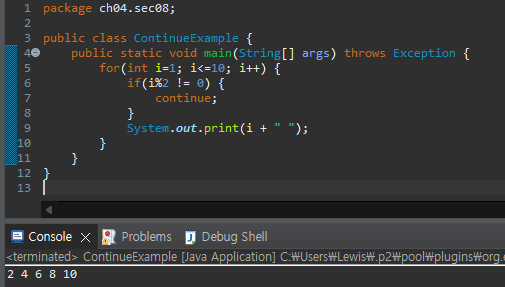 1 package ch04.sec08;
2
3 public class ContinueExample {
4 public static void main(String[] args) throws Exception {
5 for(int i=1; i<=10; i++) {
6 if(i%2 != 0) {
7 continue;
8 }
9 System.out.print(i + " ");
10 }
11 }
12 }
13
Console Problems Debug Shell
<terminated> ContinueExample [Java Application] C:₩Users₩Lewis₩.p2₩pool₩plugins₩org.
2 4 6 8 10